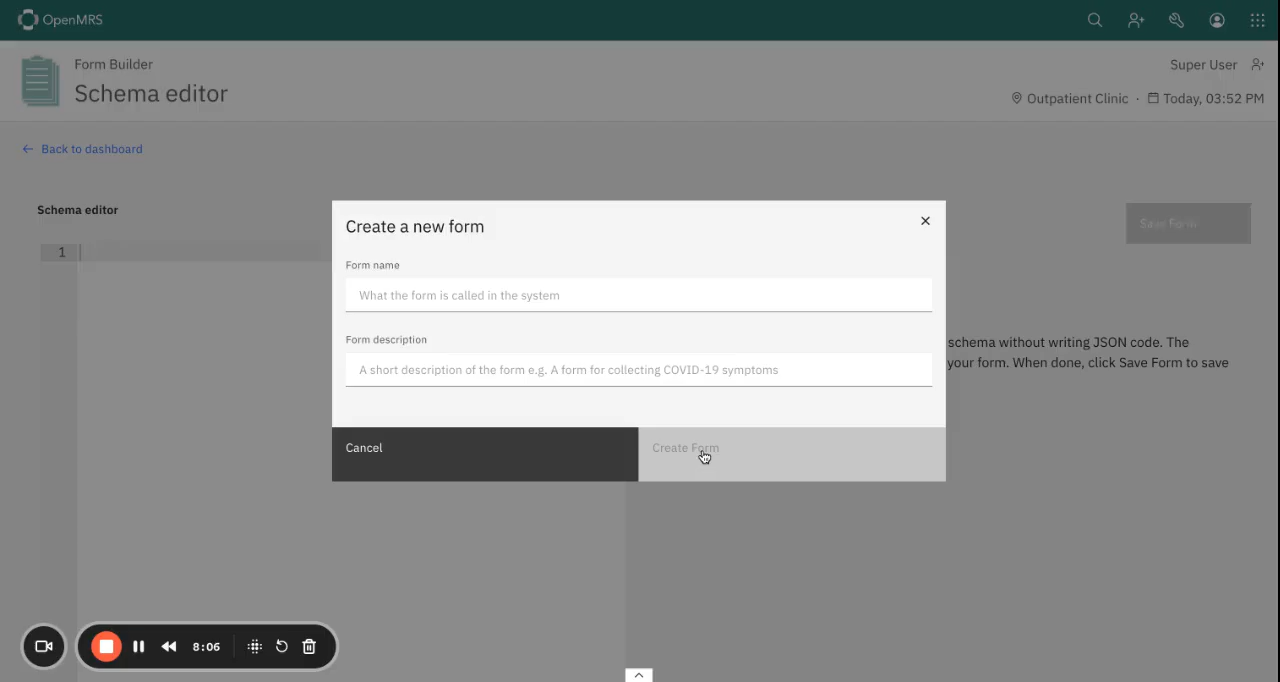 OpenMRS
Form Builder
Schema editor
Super User
Outpatient Clinic · Today, 03:52 PM
Back to dashboard
Schema editor
Save Form
1
Create a new form
Form name
What the form is called in the system
Form description
A short description of the form e.g. A form for collecting COVID-19 symptoms
schema without writing JSON code. The
your form. When done, click Save Form to save
Cancel
Create Form
8:06